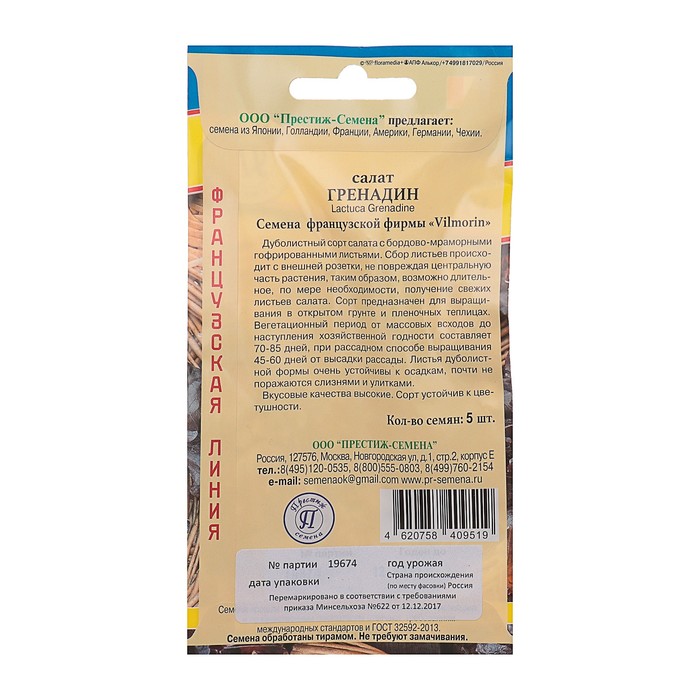 ©-floramedia+АПФ Алькор/+74991817029/Россия
ООО "Престиж-Семена" предлагает:
семена из Японии, Голландии, Франции, Америки, Германии, Чехии.
ФРАНЦУЗСКАЯ ЛИНИЯ
салат
ГРЕНАДИН
Lactuca Grenadine
Семена французской фирмы «Vilmorin»
Дуболистный сорт салата с бордово-мраморными
гофрированными листьями. Сбор листьев происхо-
дит с внешней розетки, не повреждая центральную
часть растения, таким образом, возможно длитель-
ное, по мере необходимости, получение свежих
листьев салата. Сорт предназначен для выращи-
вания в открытом грунте и пленочных теплицах.
Вегетационный период от массовых всходов до
наступления хозяйственной годности составляет
70-85 дней, при рассадном способе выращивания
45-60 дней от высадки рассады. Листья дуболист-
ной формы очень устойчивы к осадкам, почти не
поражаются слизнями и улитками.
Вкусовые качества высокие. Сорт устойчив к цве-
тушности.
Кол-во семян: 5 шт.
ООО "ПРЕСТИЖ-СЕМЕНА"
Россия, 127576, Москва, Новгородская ул, д.1, стр.2, корпус Е
тел.:8(495)120-0535, 8(800)555-0803, 8(499)760-2154
e-mail: semenaok@gmail.com www.pr-semena.ru
Престиж
П
семена
4 620758 409519
№ партии 19674 год урожая
дата упаковки Страна происхождения
(по месту фасовки) Россия
Перемаркировано в соответствии с требованиями
приказа Минсельхоза №622 от 12.12.2017
международных стандартов и ГОСТ 32592-2013.
Семена обработаны тирамом. Не требуют замачивания.